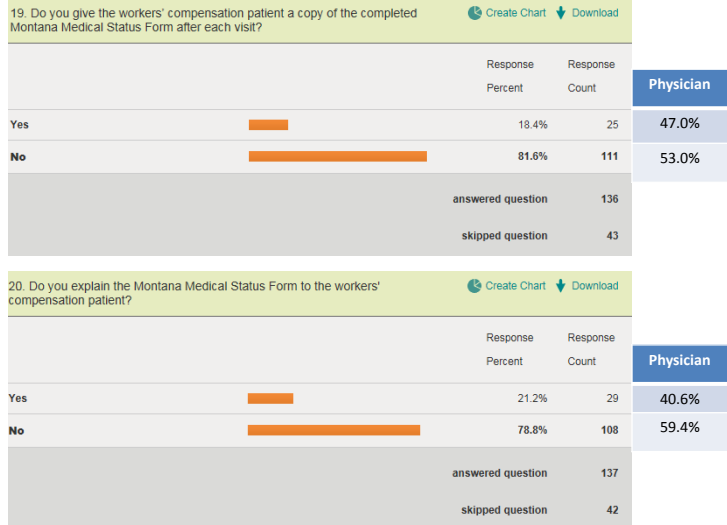 19. Do you give the workers' compensation patient a copy of the completed
Montana Medical Status Form after each visit?
Create Chart Download
Response Response
Percent Count
Physician
Yes 18.4% 25 47.0%
No 81.6% 111 53.0%
answered question 136
skipped question 43
20. Do you explain the Montana Medical Status Form to the workers'
compensation patient?
Create Chart Download
Response Response
Percent Count
Physician
Yes 21.2% 29 40.6%
No 78.8% 108 59.4%
answered question 137
skipped question 42